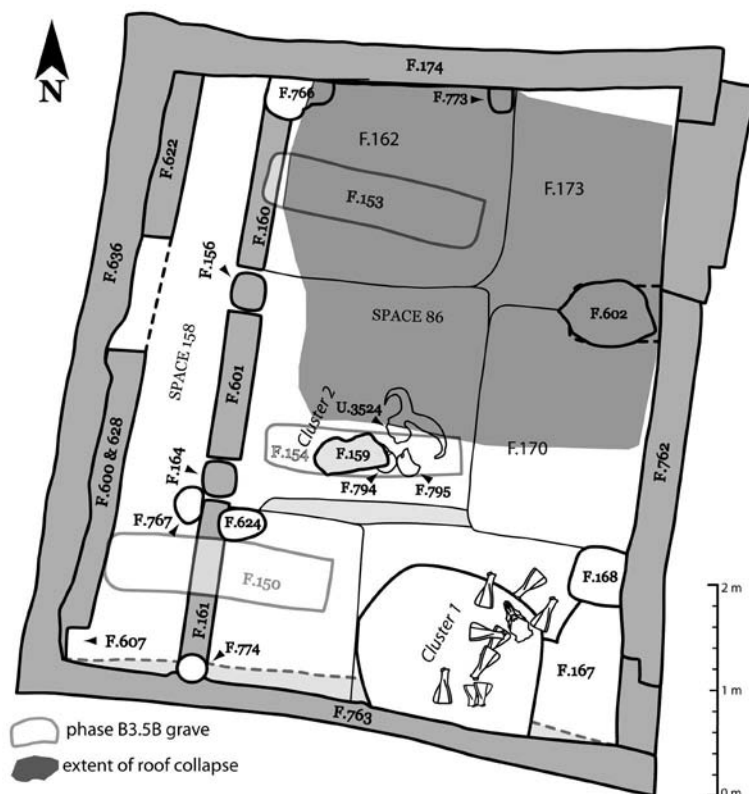 N
F.174
F.766
F.773
F.162
F.173
F.622
F.153
F.160
F.636
F.156
SPACE 86
F.602
SPACE 158
F.601
U.3524
Cluster 2
F.154
F.159
F.170
F.600 & 628
F.164
F.794
F.795
F.762
F.767
F.624
F.150
F.168
2 m
F.161
Cluster 1
F.607
F.774
F.167
1 m
F.763
phase B3.5B grave
extent of roof collapse
0 m